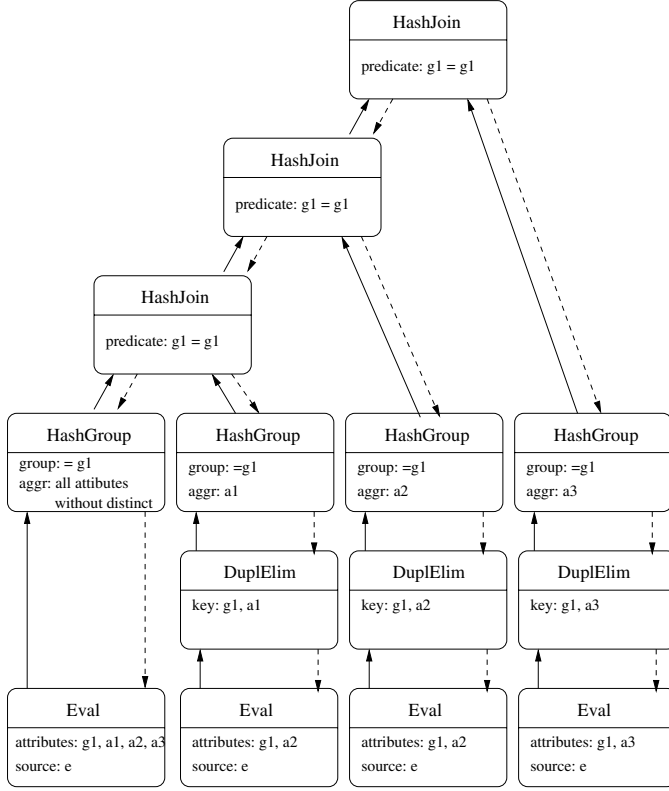 HashJoin
predicate: g1 = g1
HashJoin
predicate: g1 = g1
HashJoin
predicate: g1 = g1
HashGroup
group: = g1
aggr: all attibutes
without distinct
HashGroup
group: =g1
aggr: a1
HashGroup
group: =g1
aggr: a2
HashGroup
group: =g1
aggr: a3
DuplElim
key: g1, a1
DuplElim
key: g1, a2
DuplElim
key: g1, a3
Eval
attributes: g1, a1, a2, a3
source: e
Eval
attributes: g1, a2
source: e
Eval
attributes: g1, a2
source: e
Eval
attributes: g1, a3
source: e